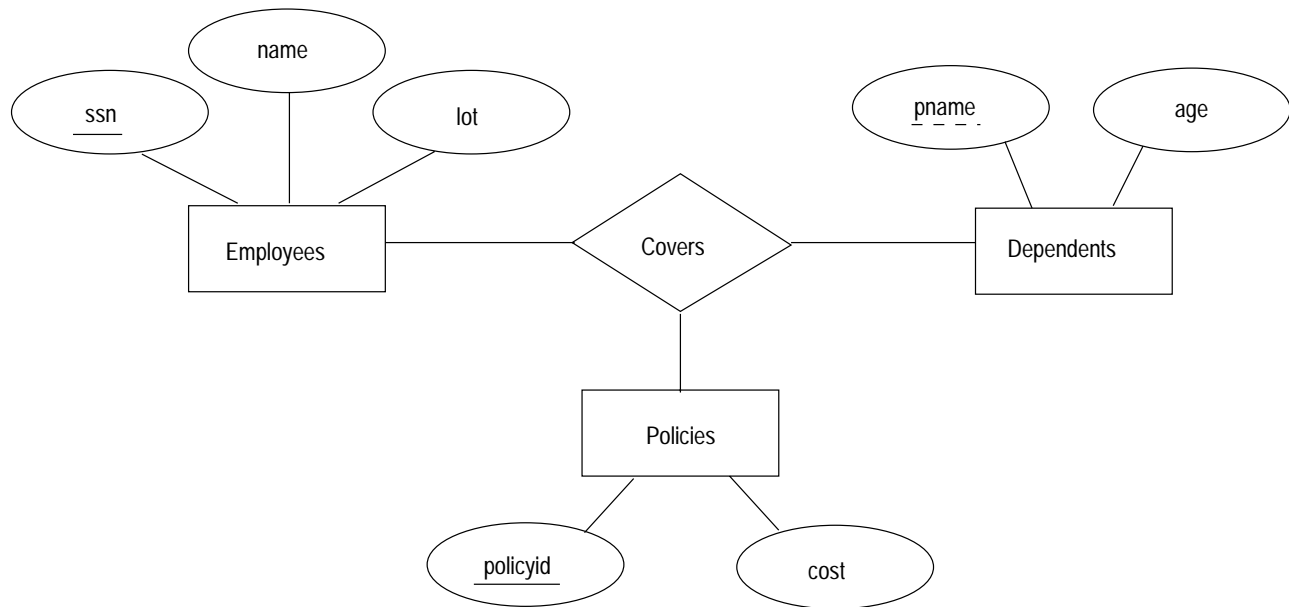 name
ssn
lot
pname
age
Employees
Covers
Dependents
Policies
policyid
cost